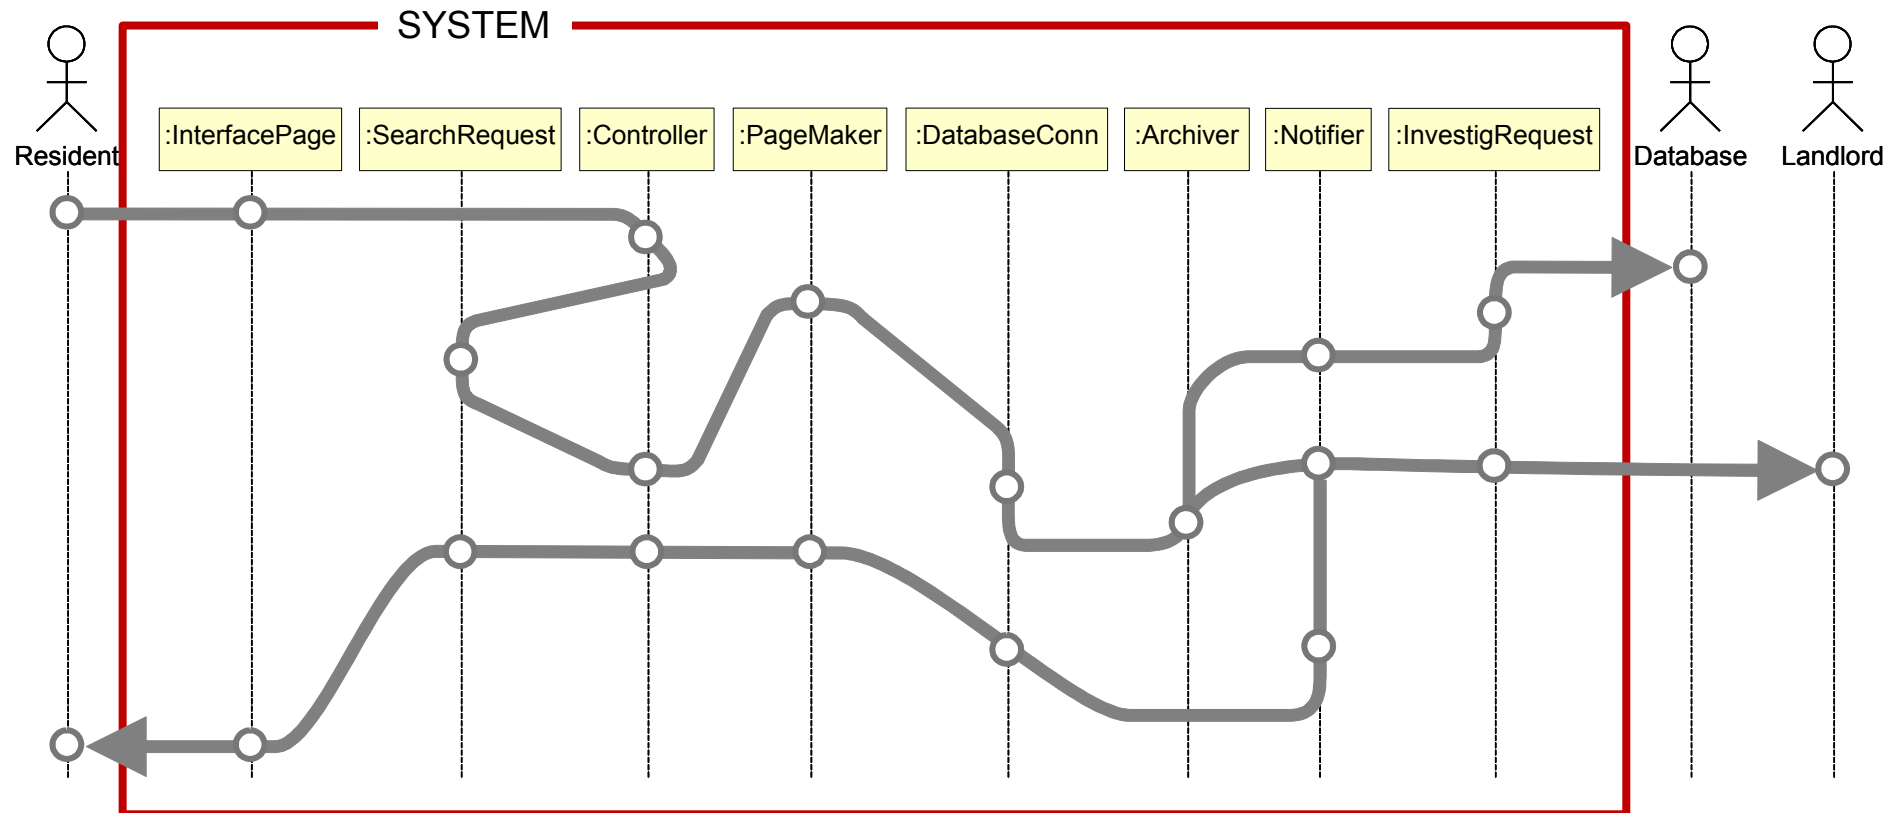 SYSTEM
:InterfacePage
:SearchRequest
:Controller
:PageMaker
:DatabaseConn
:Archiver
:Notifier
:InvestigRequest
Resident
Database
Landlord